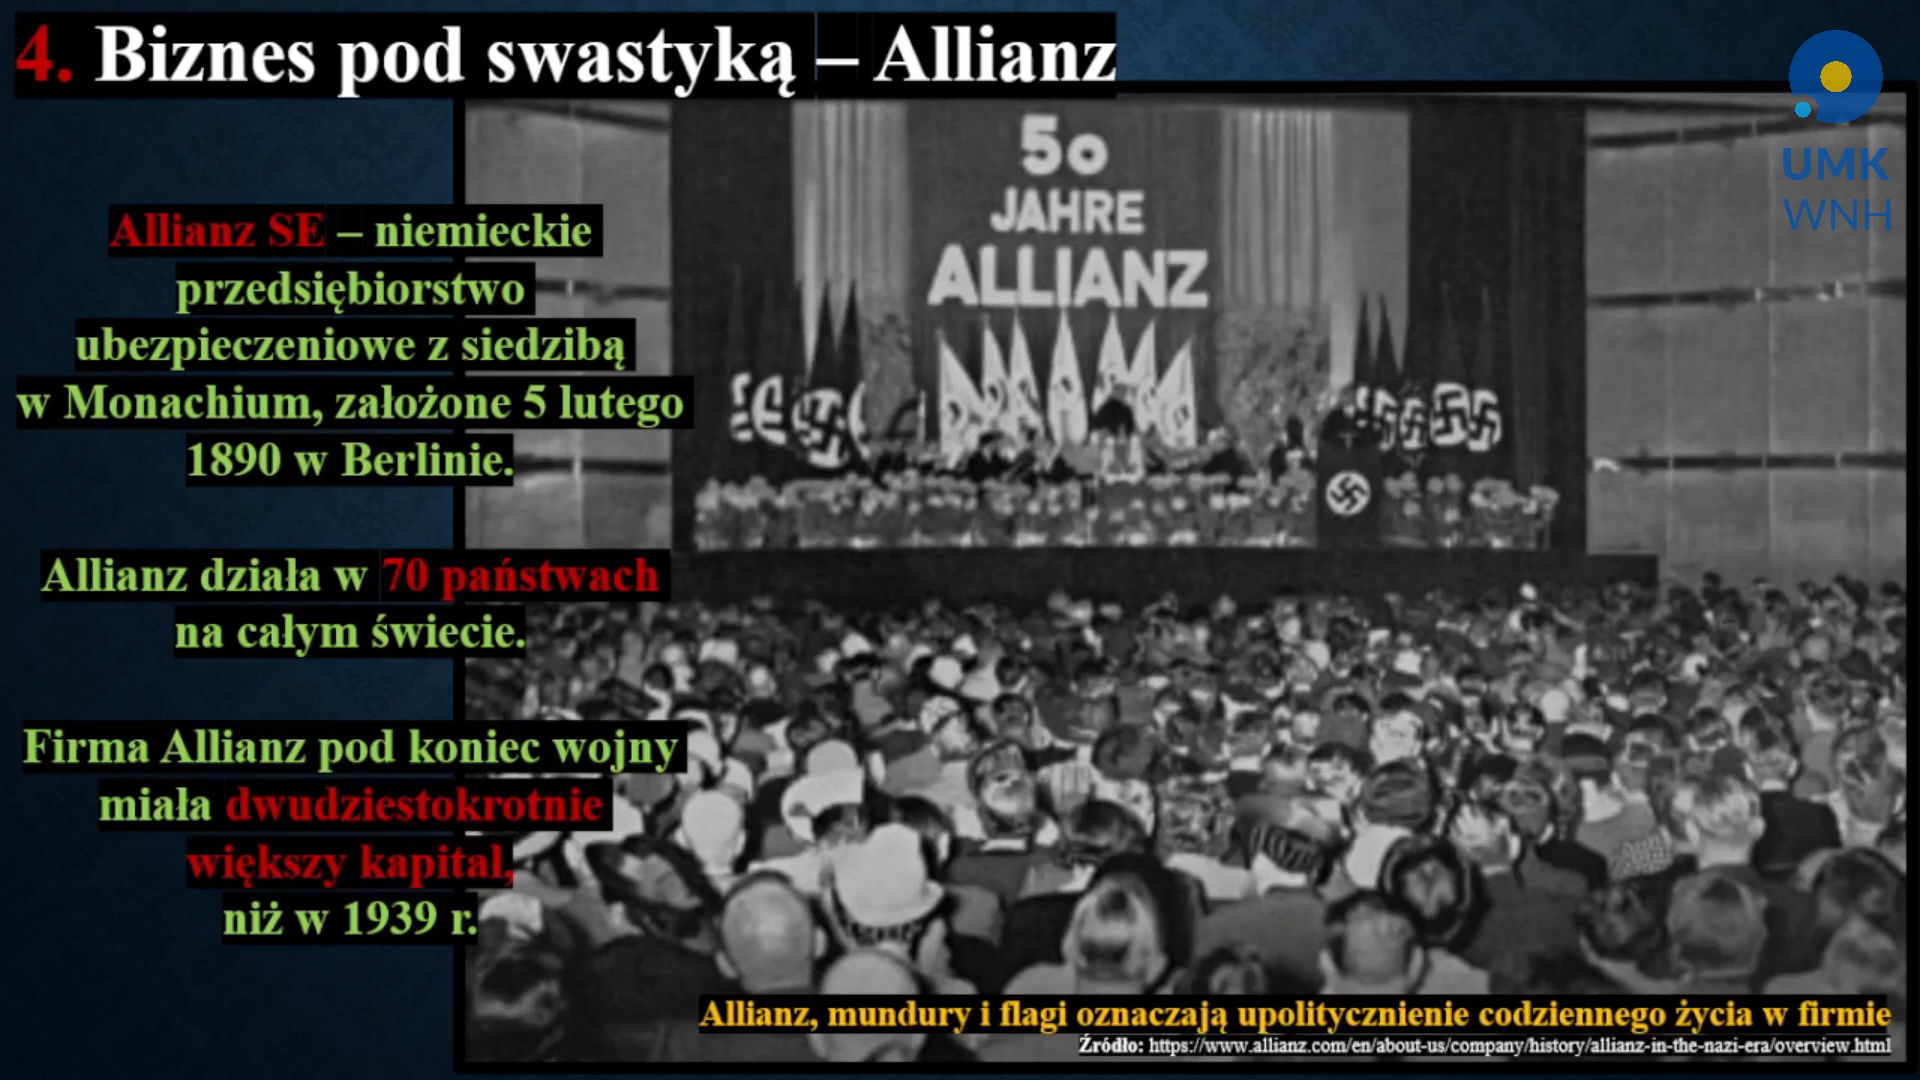 4. Biznes pod swastyką – Allianz
UMK
WNH
50
JAHRE
ALLIANZ
Allianz SE – niemieckie
przedsiębiorstwo
ubezpieczeniowe z siedzibą
w Monachium, założone 5 lutego
1890 w Berlinie.
Allianz działa w 70 państwach
na całym świecie.
Firma Allianz pod koniec wojny
miała dwudziestokrotnie
większy kapital,
niż w 1939 r.
Allianz, mundury i flagi oznaczają upolitycznienie codziennego życia w firmie
Źródło: https://www.allianz.com/en/about-us/company/history/allianz-in-the-nazi-era/overview.html